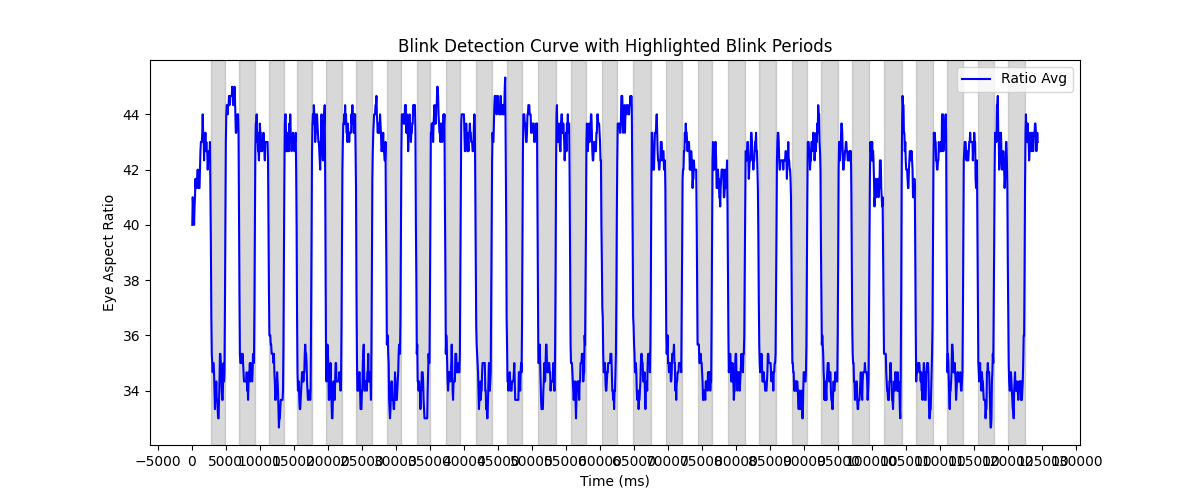 Blink Detection Curve with Highlighted Blink Periods
Ratio Avg
Eye Aspect Ratio
44
42
40
38
36
34
−5000 0 5000 10000 15000 20000 25000 30000 35000 40000 45000 50000 55000 60000 65000 70000 75000 80000 85000 90000 95000 100000 105000 110000 115000 120000 125000 130000
Time (ms)